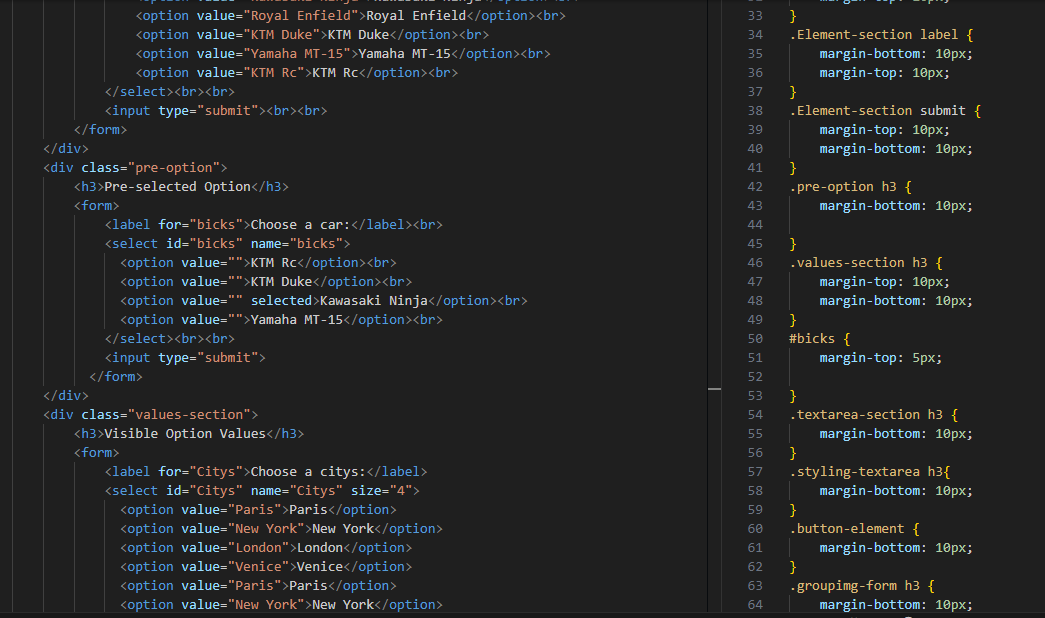 <option value="Royal Enfield">Royal Enfield</option><br>
<option value="KTM Duke">KTM Duke</option><br>
<option value="Yamaha MT-15">Yamaha MT-15</option><br>
<option value="KTM Rc">KTM Rc</option><br>
</select><br><br>
<input type="submit"><br><br>
</form>
</div>
<div class="pre-option">
<h3>Pre-selected Option</h3>
<form>
<label for="bicks">Choose a car:</label><br>
<select id="bicks" name="bicks">
<option value="">KTM Rc</option><br>
<option value="">KTM Duke</option><br>
<option value="" selected>Kawasaki Ninja</option><br>
<option value="">Yamaha MT-15</option><br>
</select><br><br>
<input type="submit">
</form>
</div>
<div class="values-section">
<h3>Visible Option Values</h3>
<form>
<label for="Citys">Choose a citys:</label>
<select id="Citys" name="Citys" size="4">
<option value="Paris">Paris</option>
<option value="New York">New York</option>
<option value="London">London</option>
<option value="Venice">Venice</option>
<option value="Paris">Paris</option>
<option value="New York">New York</option>
33 }
34 .Element-section label {
35 margin-bottom: 10px;
36 margin-top: 10px;
37 }
38 .Element-section submit {
39 margin-top: 10px;
40 margin-bottom: 10px;
41 }
42 .pre-option h3 {
43 margin-bottom: 10px;
44
45 }
46 .values-section h3 {
47 margin-top: 10px;
48 margin-bottom: 10px;
49 }
50 #bicks {
51 margin-top: 5px;
52
53 }
54 .textarea-section h3 {
55 margin-bottom: 10px;
56 }
57 .styling-textarea h3{
58 margin-bottom: 10px;
59 }
60 .button-element {
61 margin-bottom: 10px;
62 }
63 .groupimg-form h3 {
64 margin-bottom: 10px;